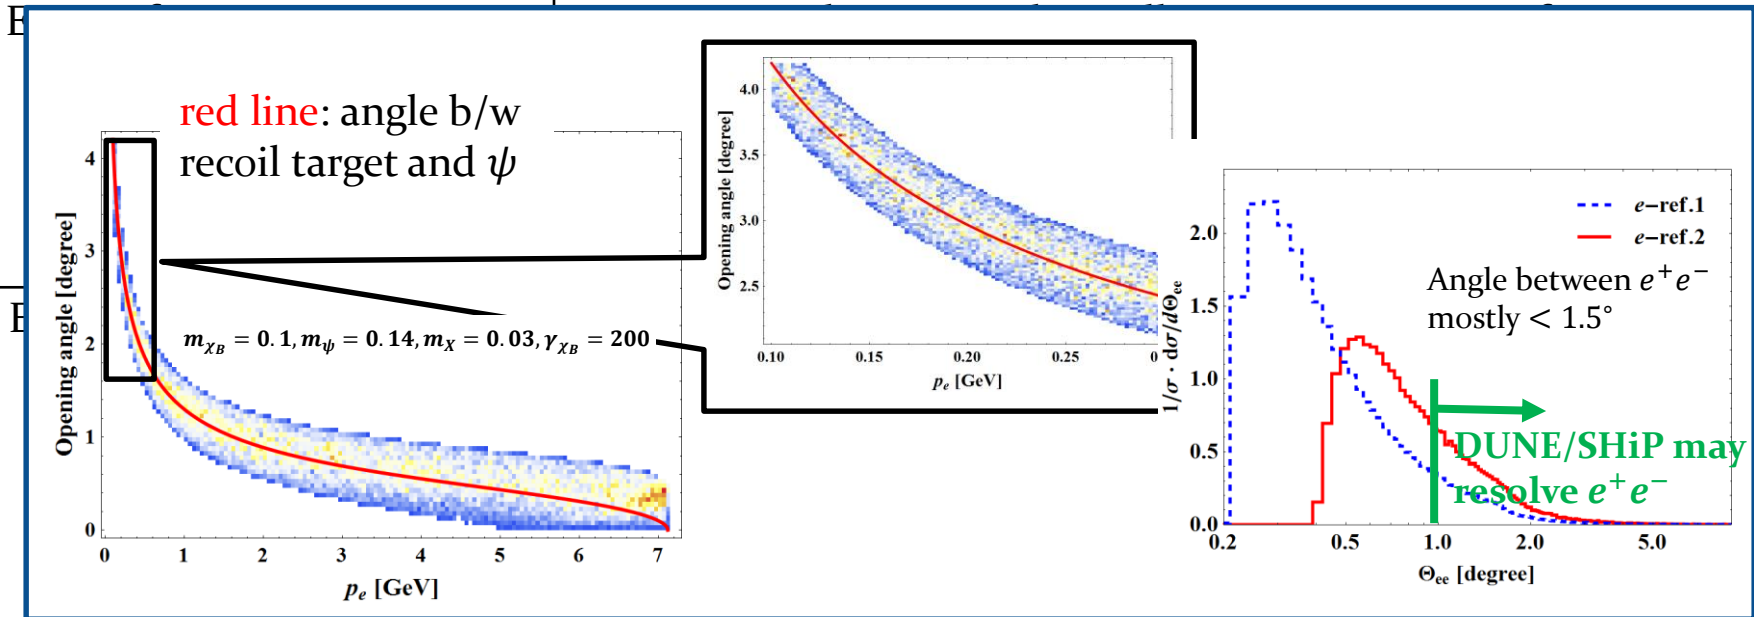 E
E
red line: angle b/w
recoil target and ψ
Opening angle [degree]
4
3
2
1
0
0 1 2 3 4 5 6 7
p_e [GeV]
m_{χ_B} = 0.1, m_ψ = 0.14, m_X = 0.03, γ_{χ_B} = 200
Opening angle [degree]
4.0
3.5
3.0
2.5
0.10 0.15 0.20 0.25 0
p_e [GeV]
1/σ · dσ/dΘ_ee
2.0
1.5
1.0
0.5
0.0
0.2 0.5 1.0 2.0 5.0
Θ_ee [degree]
e−ref.1
e−ref.2
Angle between e⁺e⁻
mostly < 1.5°
DUNE/SHiP may
resolve e⁺e⁻